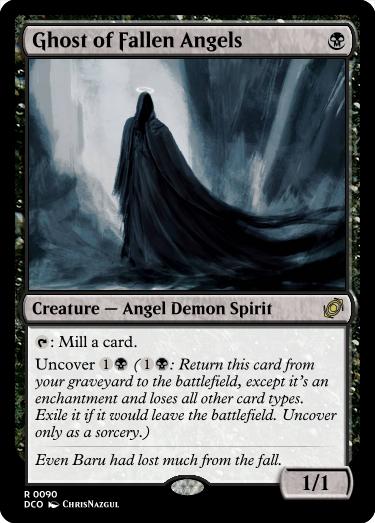 Ghost of Fallen Angels
Creature — Angel Demon Spirit
: Mill a card.
Uncover 1 (1: Return this card from
your graveyard to the battlefield, except it's an
enchantment and loses all other card types.
Exile it if it would leave the battlefield. Uncover
only as a sorcery.)
Even Baru had lost much from the fall.
1/1
R 0090
DCO ChrisNazgul